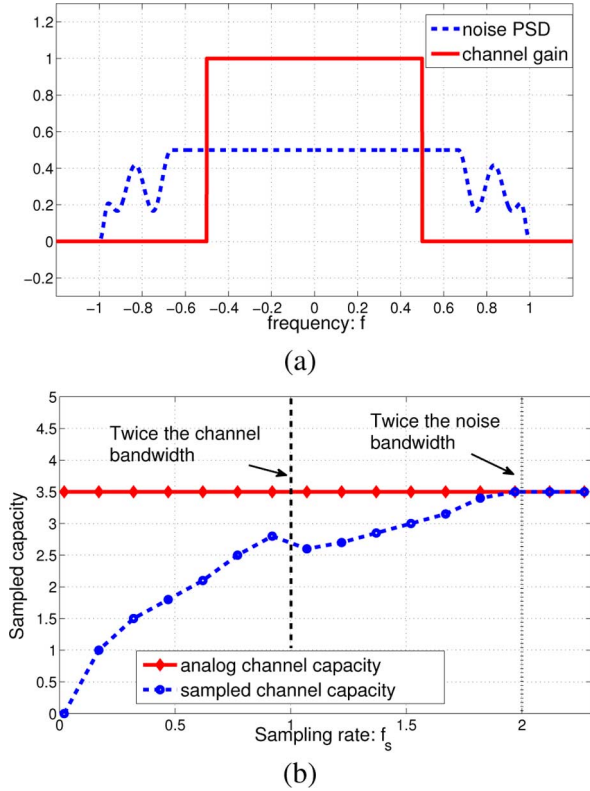 1.2
1
0.8
0.6
0.4
0.2
0
−0.2
noise PSD
channel gain
−1 −0.8 −0.6 −0.4 −0.2 0 0.2 0.4 0.6 0.8 1
frequency: f
(a)
5
4.5
4
3.5
3
2.5
2
1.5
1
0.5
0
Sampled capacity
Twice the channel
bandwidth
Twice the noise
bandwidth
analog channel capacity
sampled channel capacity
0 0.5 1 1.5 2
Sampling rate: fs
(b)